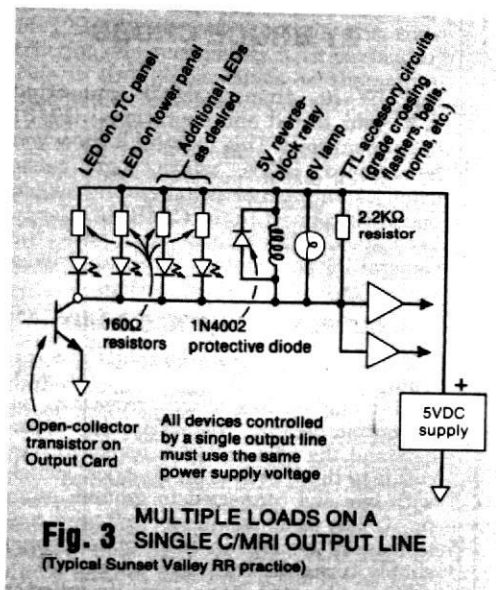 LED on CTC panel
LED on tower panel
Additional LEDs
as desired
5V reverse-
block relay
6V lamp
TTL accessory circuits
(grade crossing
flashers, bells,
horns, etc.)
2.2KΩ
resistor
160Ω
resistors
1N4002
protective diode
Open-collector
transistor on
Output Card
All devices controlled
by a single output line
must use the same
power supply voltage
+
5VDC
supply
Fig. 3 MULTIPLE LOADS ON A
SINGLE C/MRI OUTPUT LINE
(Typical Sunset Valley RR practice)